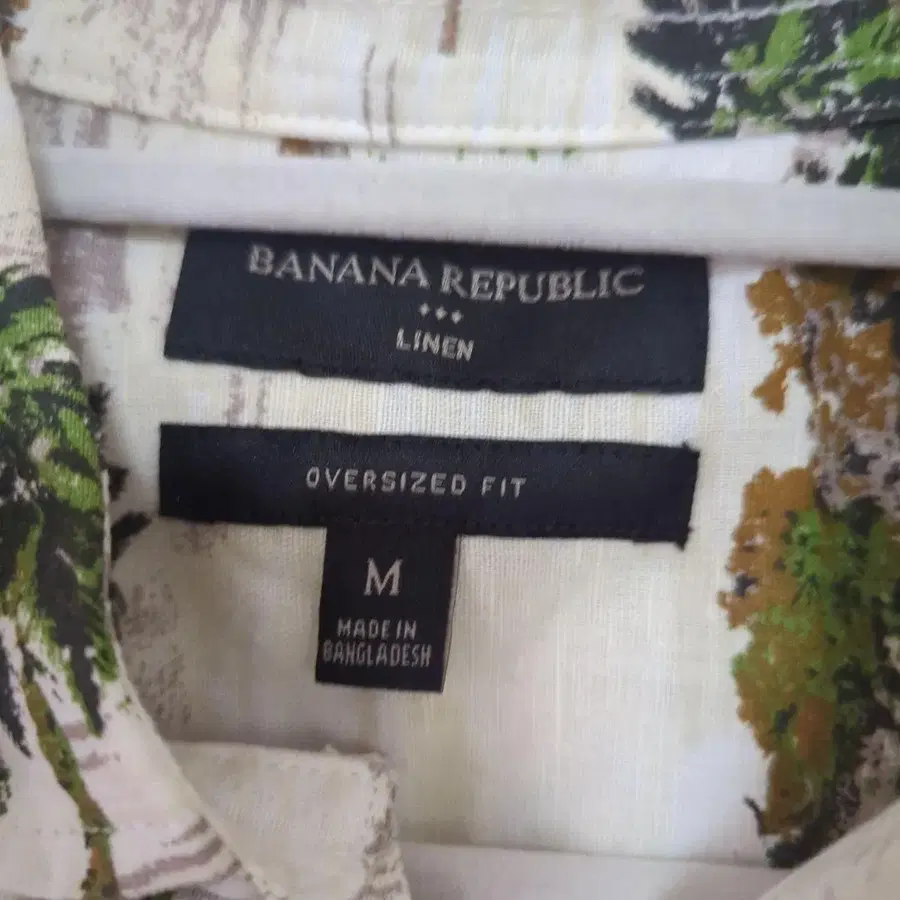 BANANA REPUBLIC
LINEN
OVERSIZED FIT
M
MADE IN
BANGLADESH